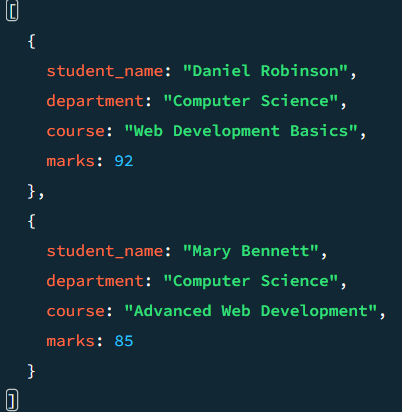 [
{
student_name: "Daniel Robinson",
department: "Computer Science",
course: "Web Development Basics",
marks: 92
},
{
student_name: "Mary Bennett",
department: "Computer Science",
course: "Advanced Web Development",
marks: 85
}
]